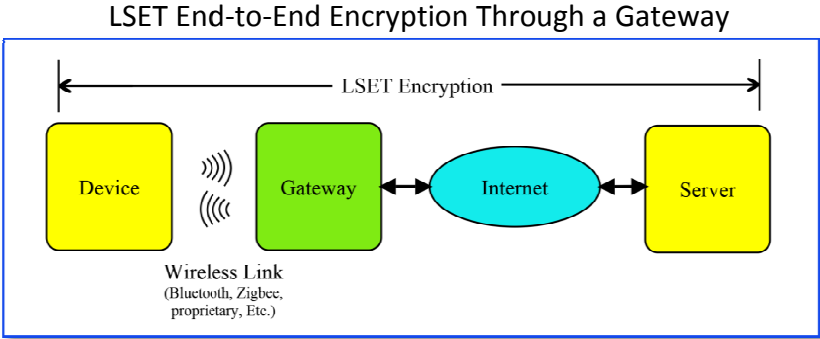 LSET End-to-End Encryption Through a Gateway
LSET Encryption
Device
Gateway
Internet
Server
Wireless Link
(Bluetooth, Zigbee,
proprietary, Etc.)